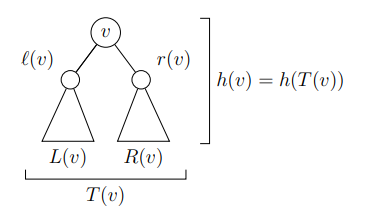 v
ℓ(v) r(v)
h(v) = h(T(v))
L(v) R(v)
T(v)